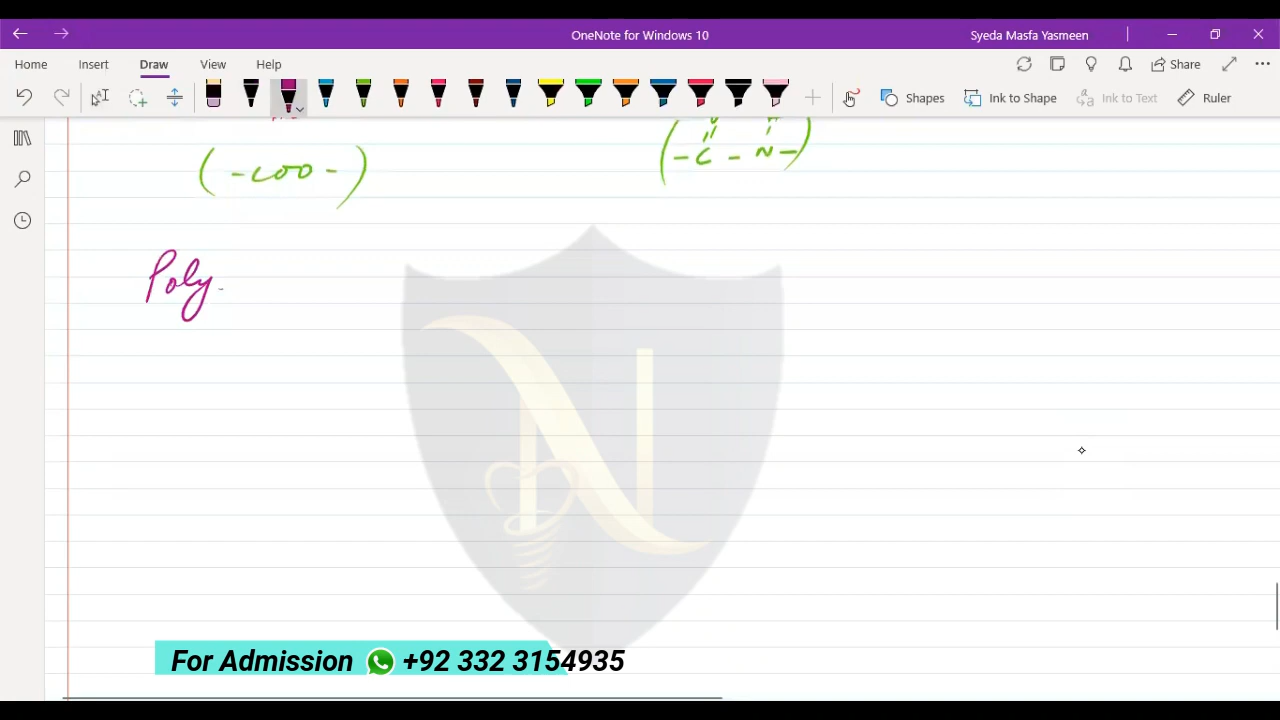 OneNote for Windows 10
Syeda Masfa Yasmeen
Home Insert Draw View Help
Share
Shapes Ink to Shape Ink to Text Ruler
(-COO-)
(-C-N-)
Poly
N
For Admission +92 332 3154935